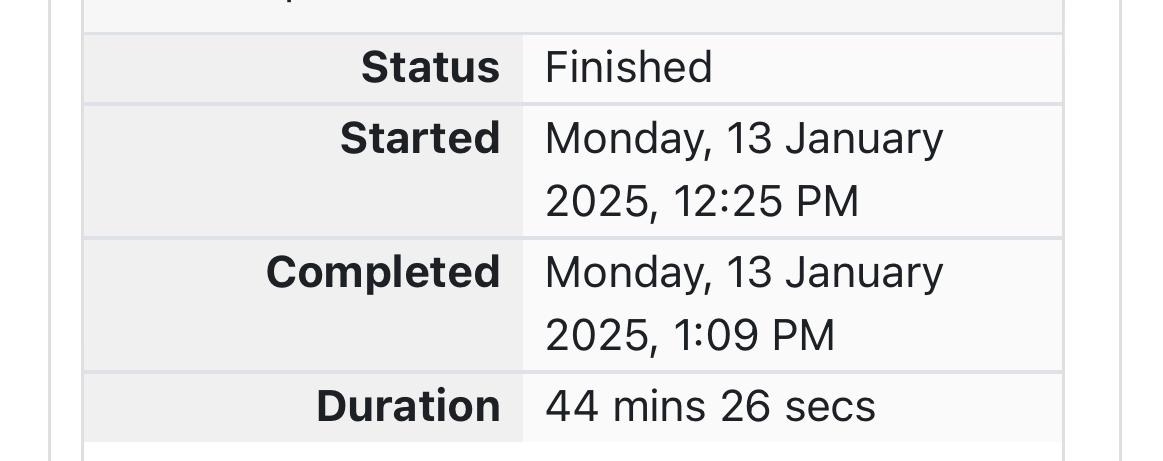 Status Finished
Started Monday, 13 January
2025, 12:25 PM
Completed Monday, 13 January
2025, 1:09 PM
Duration 44 mins 26 secs